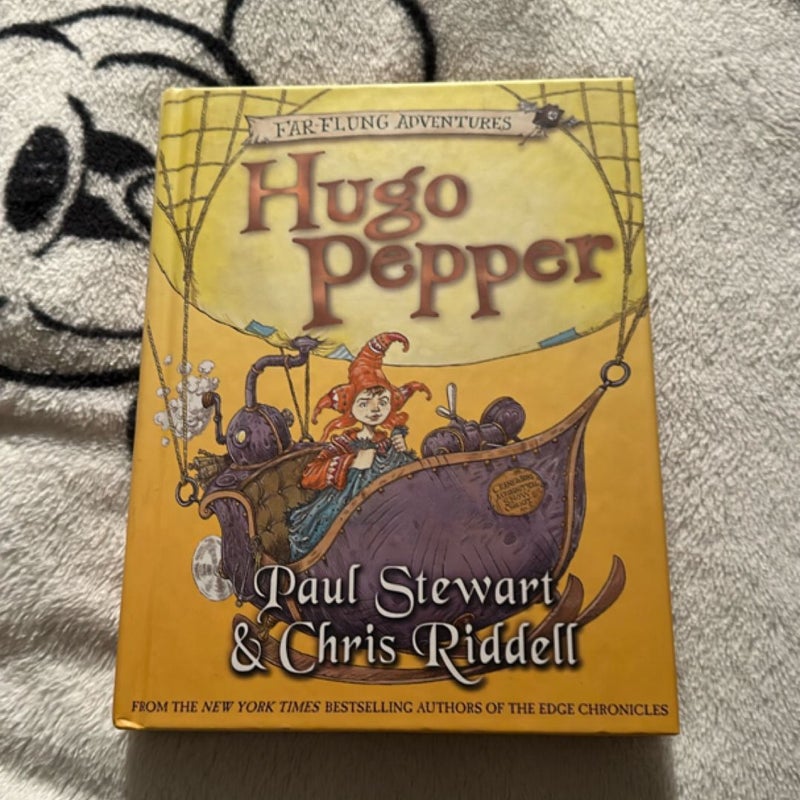 FAR-FLUNG ADVENTURES
Hugo
Pepper
Paul Stewart
& Chris Riddell
FROM THE NEW YORK TIMES BESTSELLING AUTHORS OF THE EDGE CHRONICLES